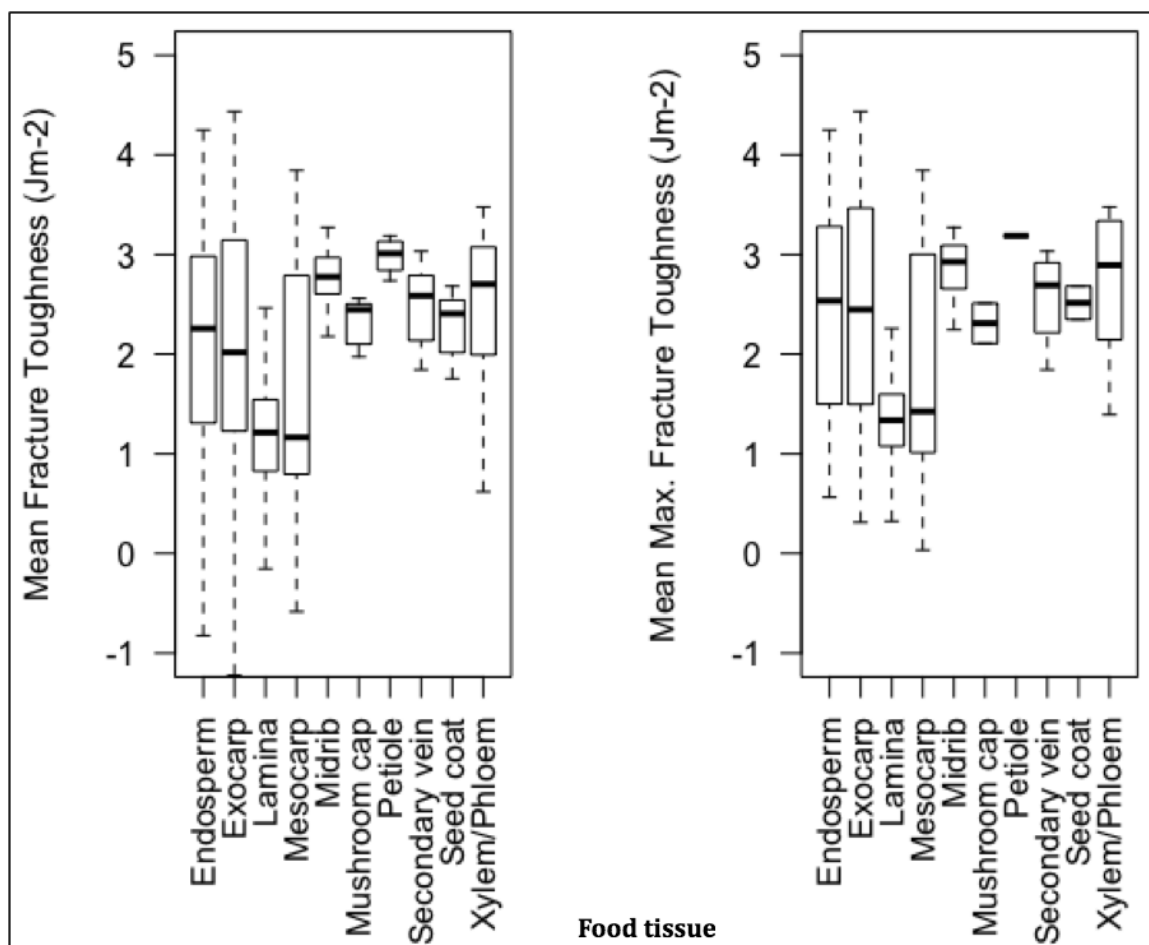 Mean Fracture Toughness (Jm-2)
5
4
3
2
1
0
-1
Endosperm
Exocarp
Lamina
Mesocarp
Midrib
Mushroom cap
Petiole
Secondary vein
Seed coat
Xylem/Phloem
Mean Max. Fracture Toughness (Jm-2)
5
4
3
2
1
0
-1
Endosperm
Exocarp
Lamina
Mesocarp
Midrib
Mushroom cap
Petiole
Secondary vein
Seed coat
Xylem/Phloem
Food tissue